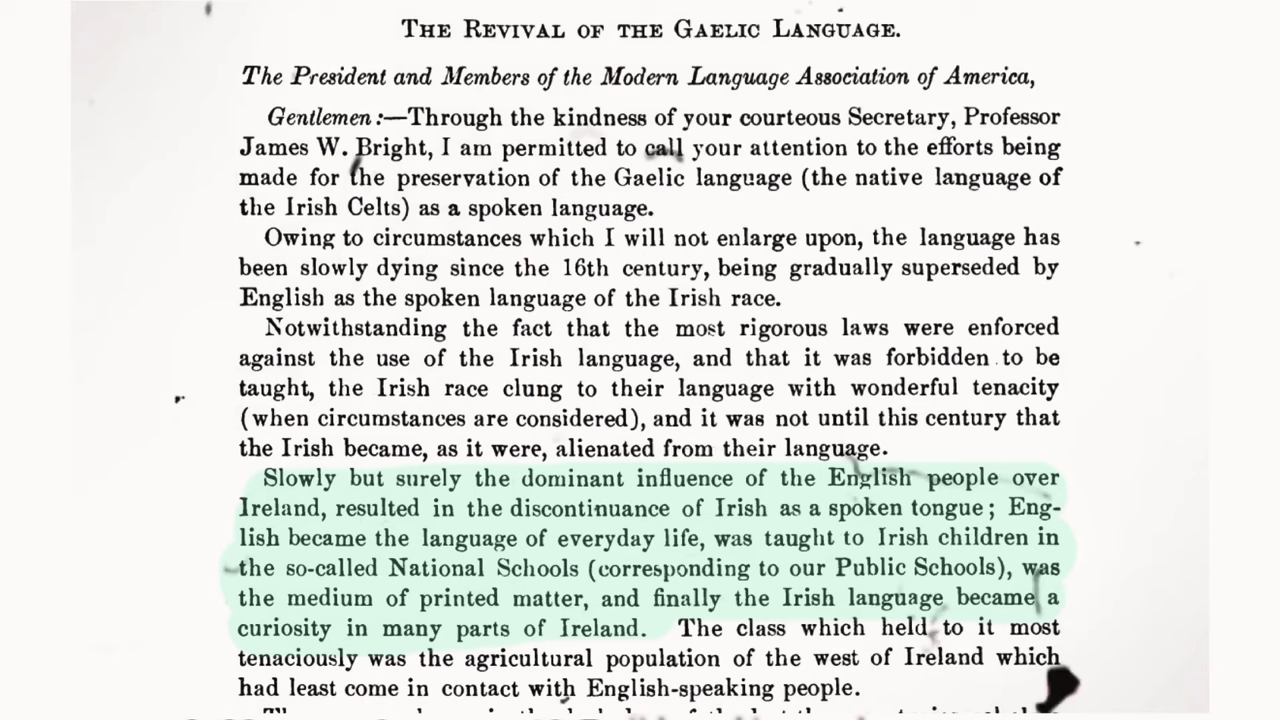 THE REVIVAL OF THE GAELIC LANGUAGE.
The President and Members of the Modern Language Association of America,
Gentlemen:—Through the kindness of your courteous Secretary, Professor
James W. Bright, I am permitted to call your attention to the efforts being
made for the preservation of the Gaelic language (the native language of
the Irish Celts) as a spoken language.
Owing to circumstances which I will not enlarge upon, the language has
been slowly dying since the 16th century, being gradually superseded by
English as the spoken language of the Irish race.
Notwithstanding the fact that the most rigorous laws were enforced
against the use of the Irish language, and that it was forbidden to be
taught, the Irish race clung to their language with wonderful tenacity
(when circumstances are considered), and it was not until this century that
the Irish became, as it were, alienated from their language.
Slowly but surely the dominant influence of the English people over
Ireland, resulted in the discontinuance of Irish as a spoken tongue; Eng-
lish became the language of everyday life, was taught to Irish children in
the so-called National Schools (corresponding to our Public Schools), was
the medium of printed matter, and finally the Irish language became a
curiosity in many parts of Ireland. The class which held to it most
tenaciously was the agricultural population of the west of Ireland which
had least come in contact with English-speaking people.